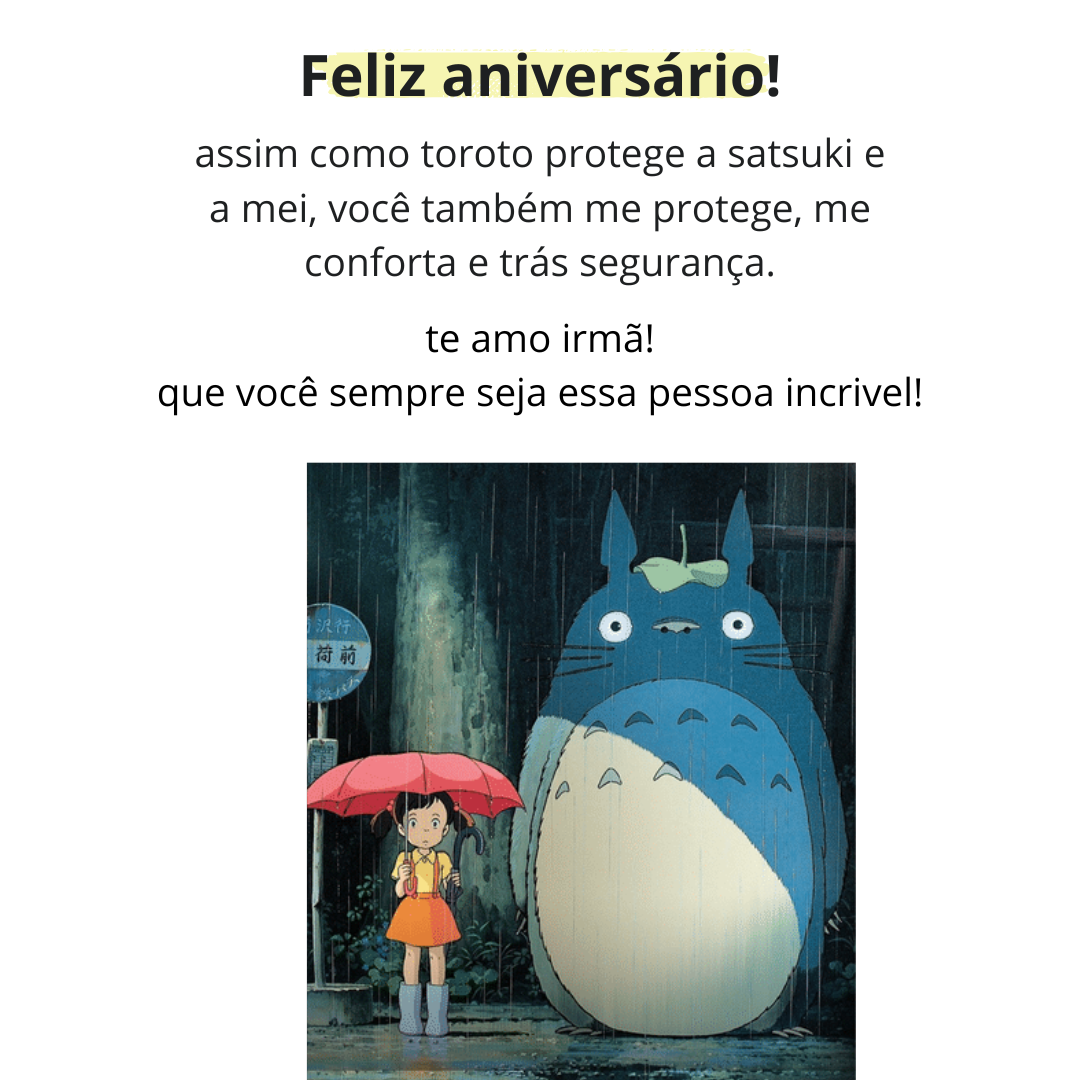 Feliz aniversário!
assim como toroto protege a satsuki e
a mei, você também me protege, me
conforta e trás segurança.
te amo irmã!
que você sempre seja essa pessoa incrivel!
沢行
荷前